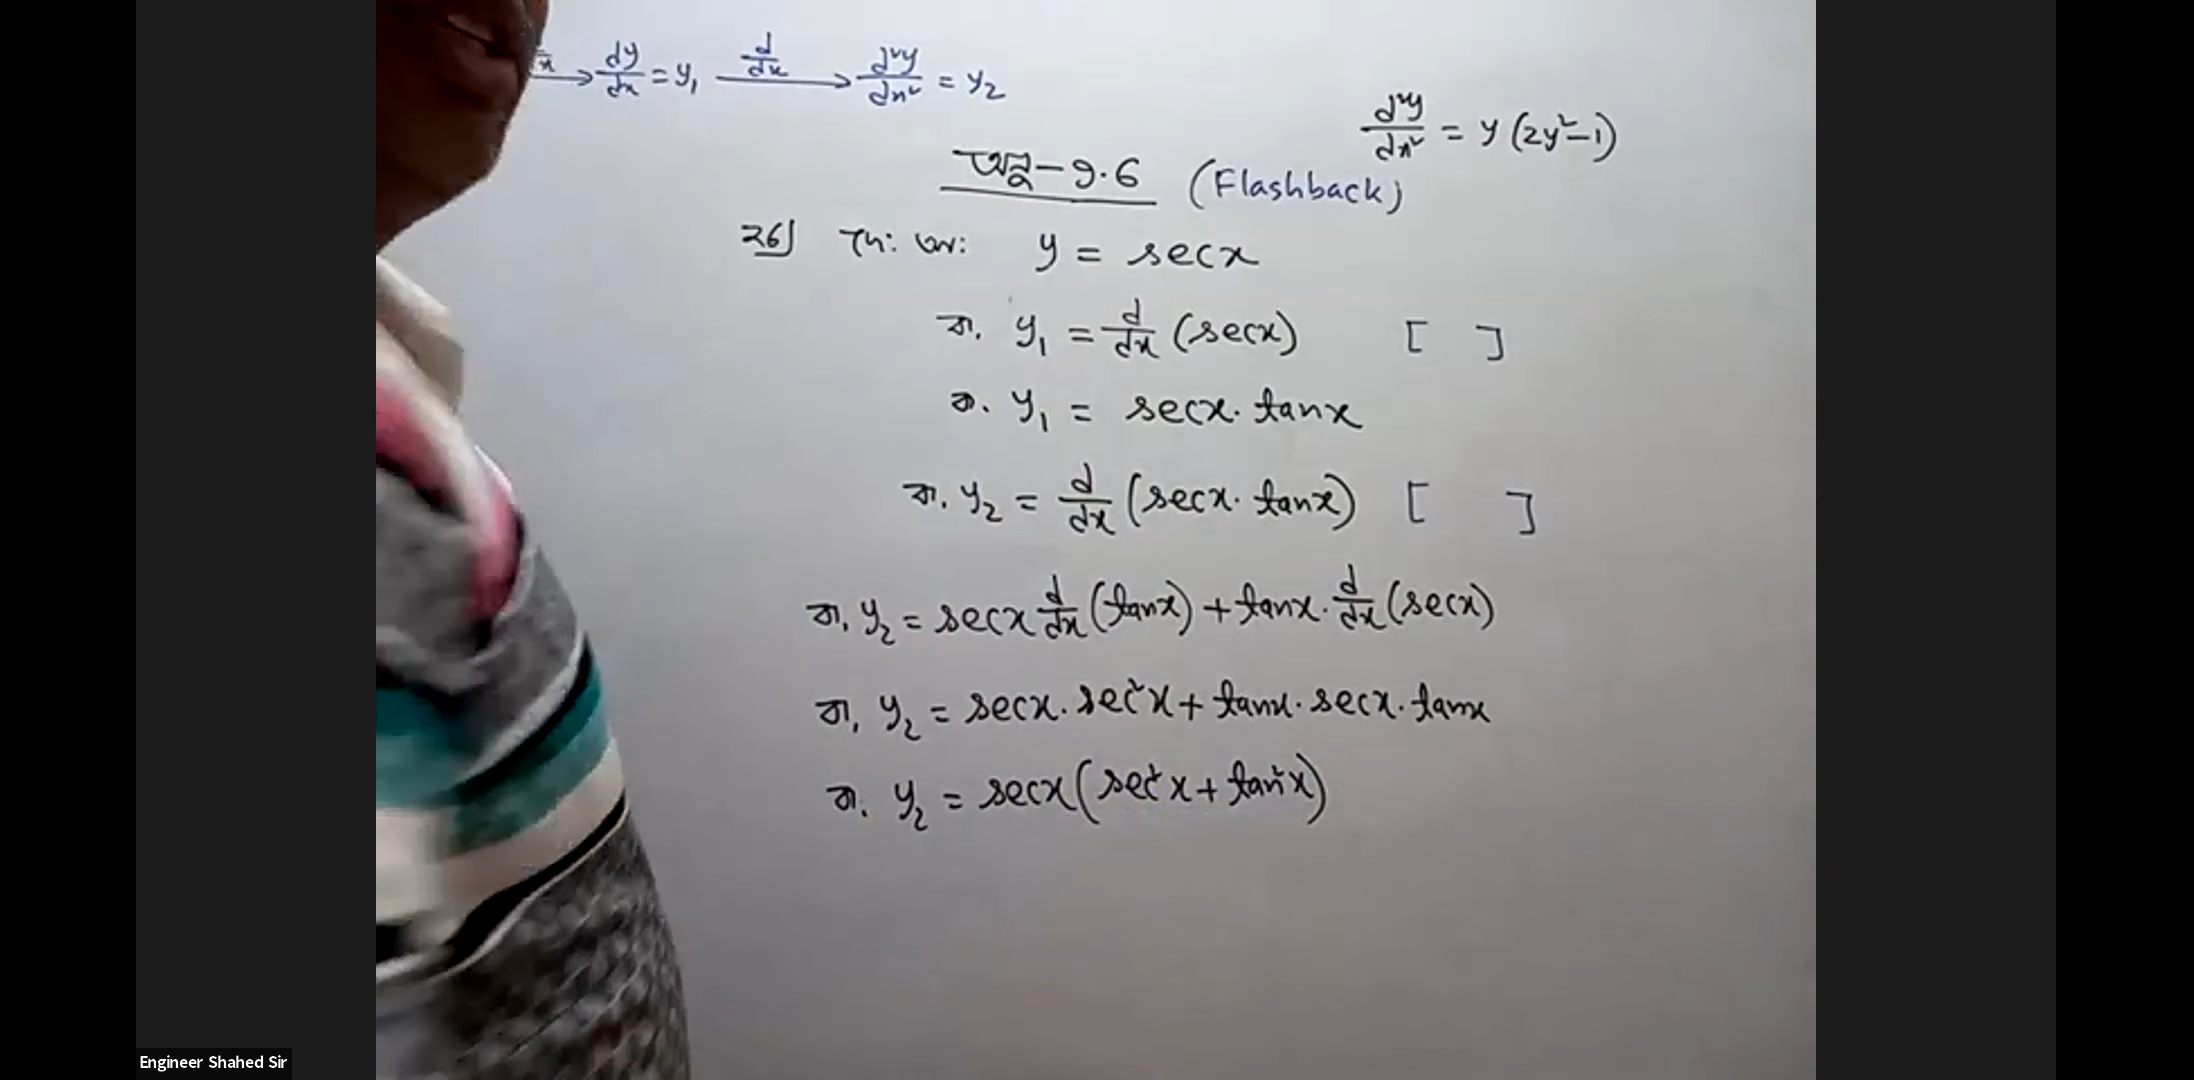 dy/dx = y₁ d/dx → d²y/dx² = y₂
d²y/dx² = y(2y²-1)
অনু-9.6 (Flashback)
y = secx
বা, y₁ = d/dx (secx) [ ]
বা, y₁ = secx. tanx
বা, y₂ = d/dx (secx. tanx) [ ]
বা, y₂ = secx d/dx (tanx) + tanx. d/dx (secx)
বা, y₂ = secx. sec²x + tanx. secx. tanx
বা, y₂ = secx (sec²x + tan²x)
Engineer Shahed Sir